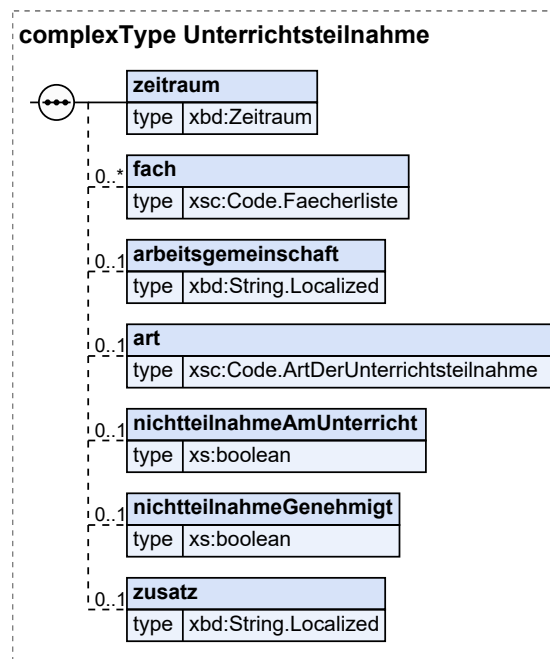 complexType Unterrichtsteilnahme
zeitraum
type xbd:Zeitraum
0..* fach
type xsc:Code.Faecherliste
0..1 arbeitsgemeinschaft
type xbd:String.Localized
0..1 art
type xsc:Code.ArtDerUnterrichtsteilnahme
0..1 nichtteilnahmeAmUnterricht
type xs:boolean
0..1 nichtteilnahmeGenehmigt
type xs:boolean
0..1 zusatz
type xbd:String.Localized